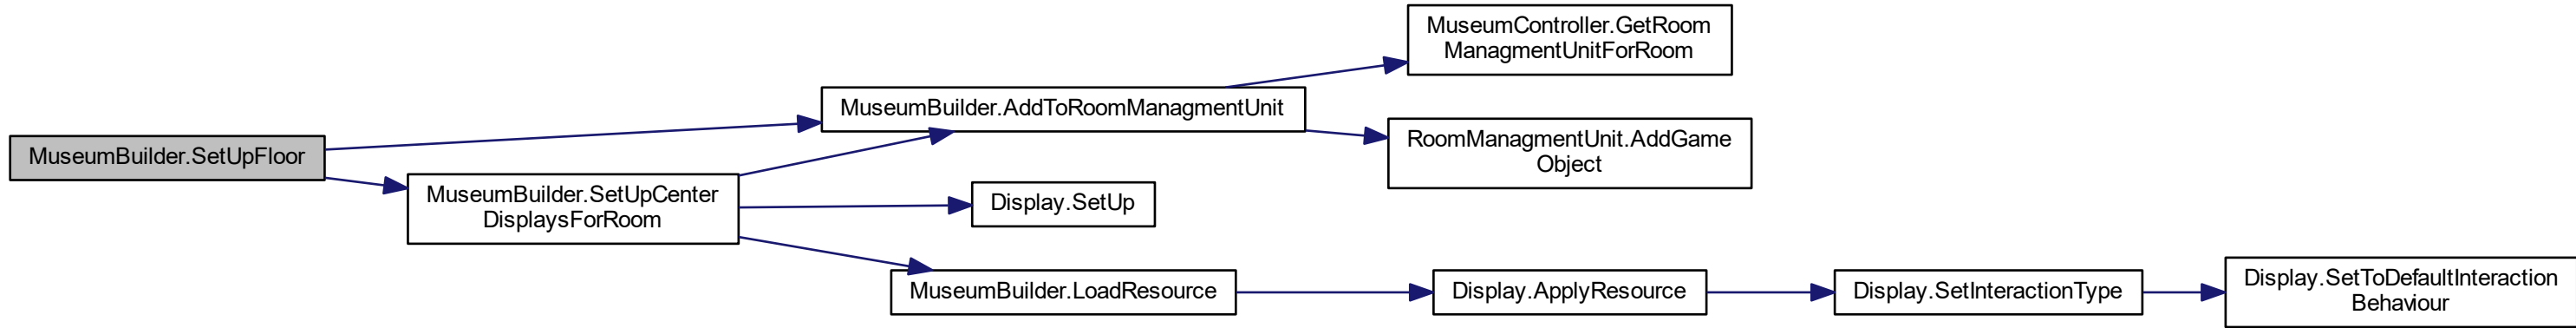 MuseumBuilder.SetUpFloor
MuseumBuilder.SetUpCenter
DisplaysForRoom
MuseumBuilder.AddToRoomManagmentUnit
MuseumController.GetRoom
ManagmentUnitForRoom
RoomManagmentUnit.AddGame
Object
Display.SetUp
MuseumBuilder.LoadResource
Display.ApplyResource
Display.SetInteractionType
Display.SetToDefaultInteraction
Behaviour